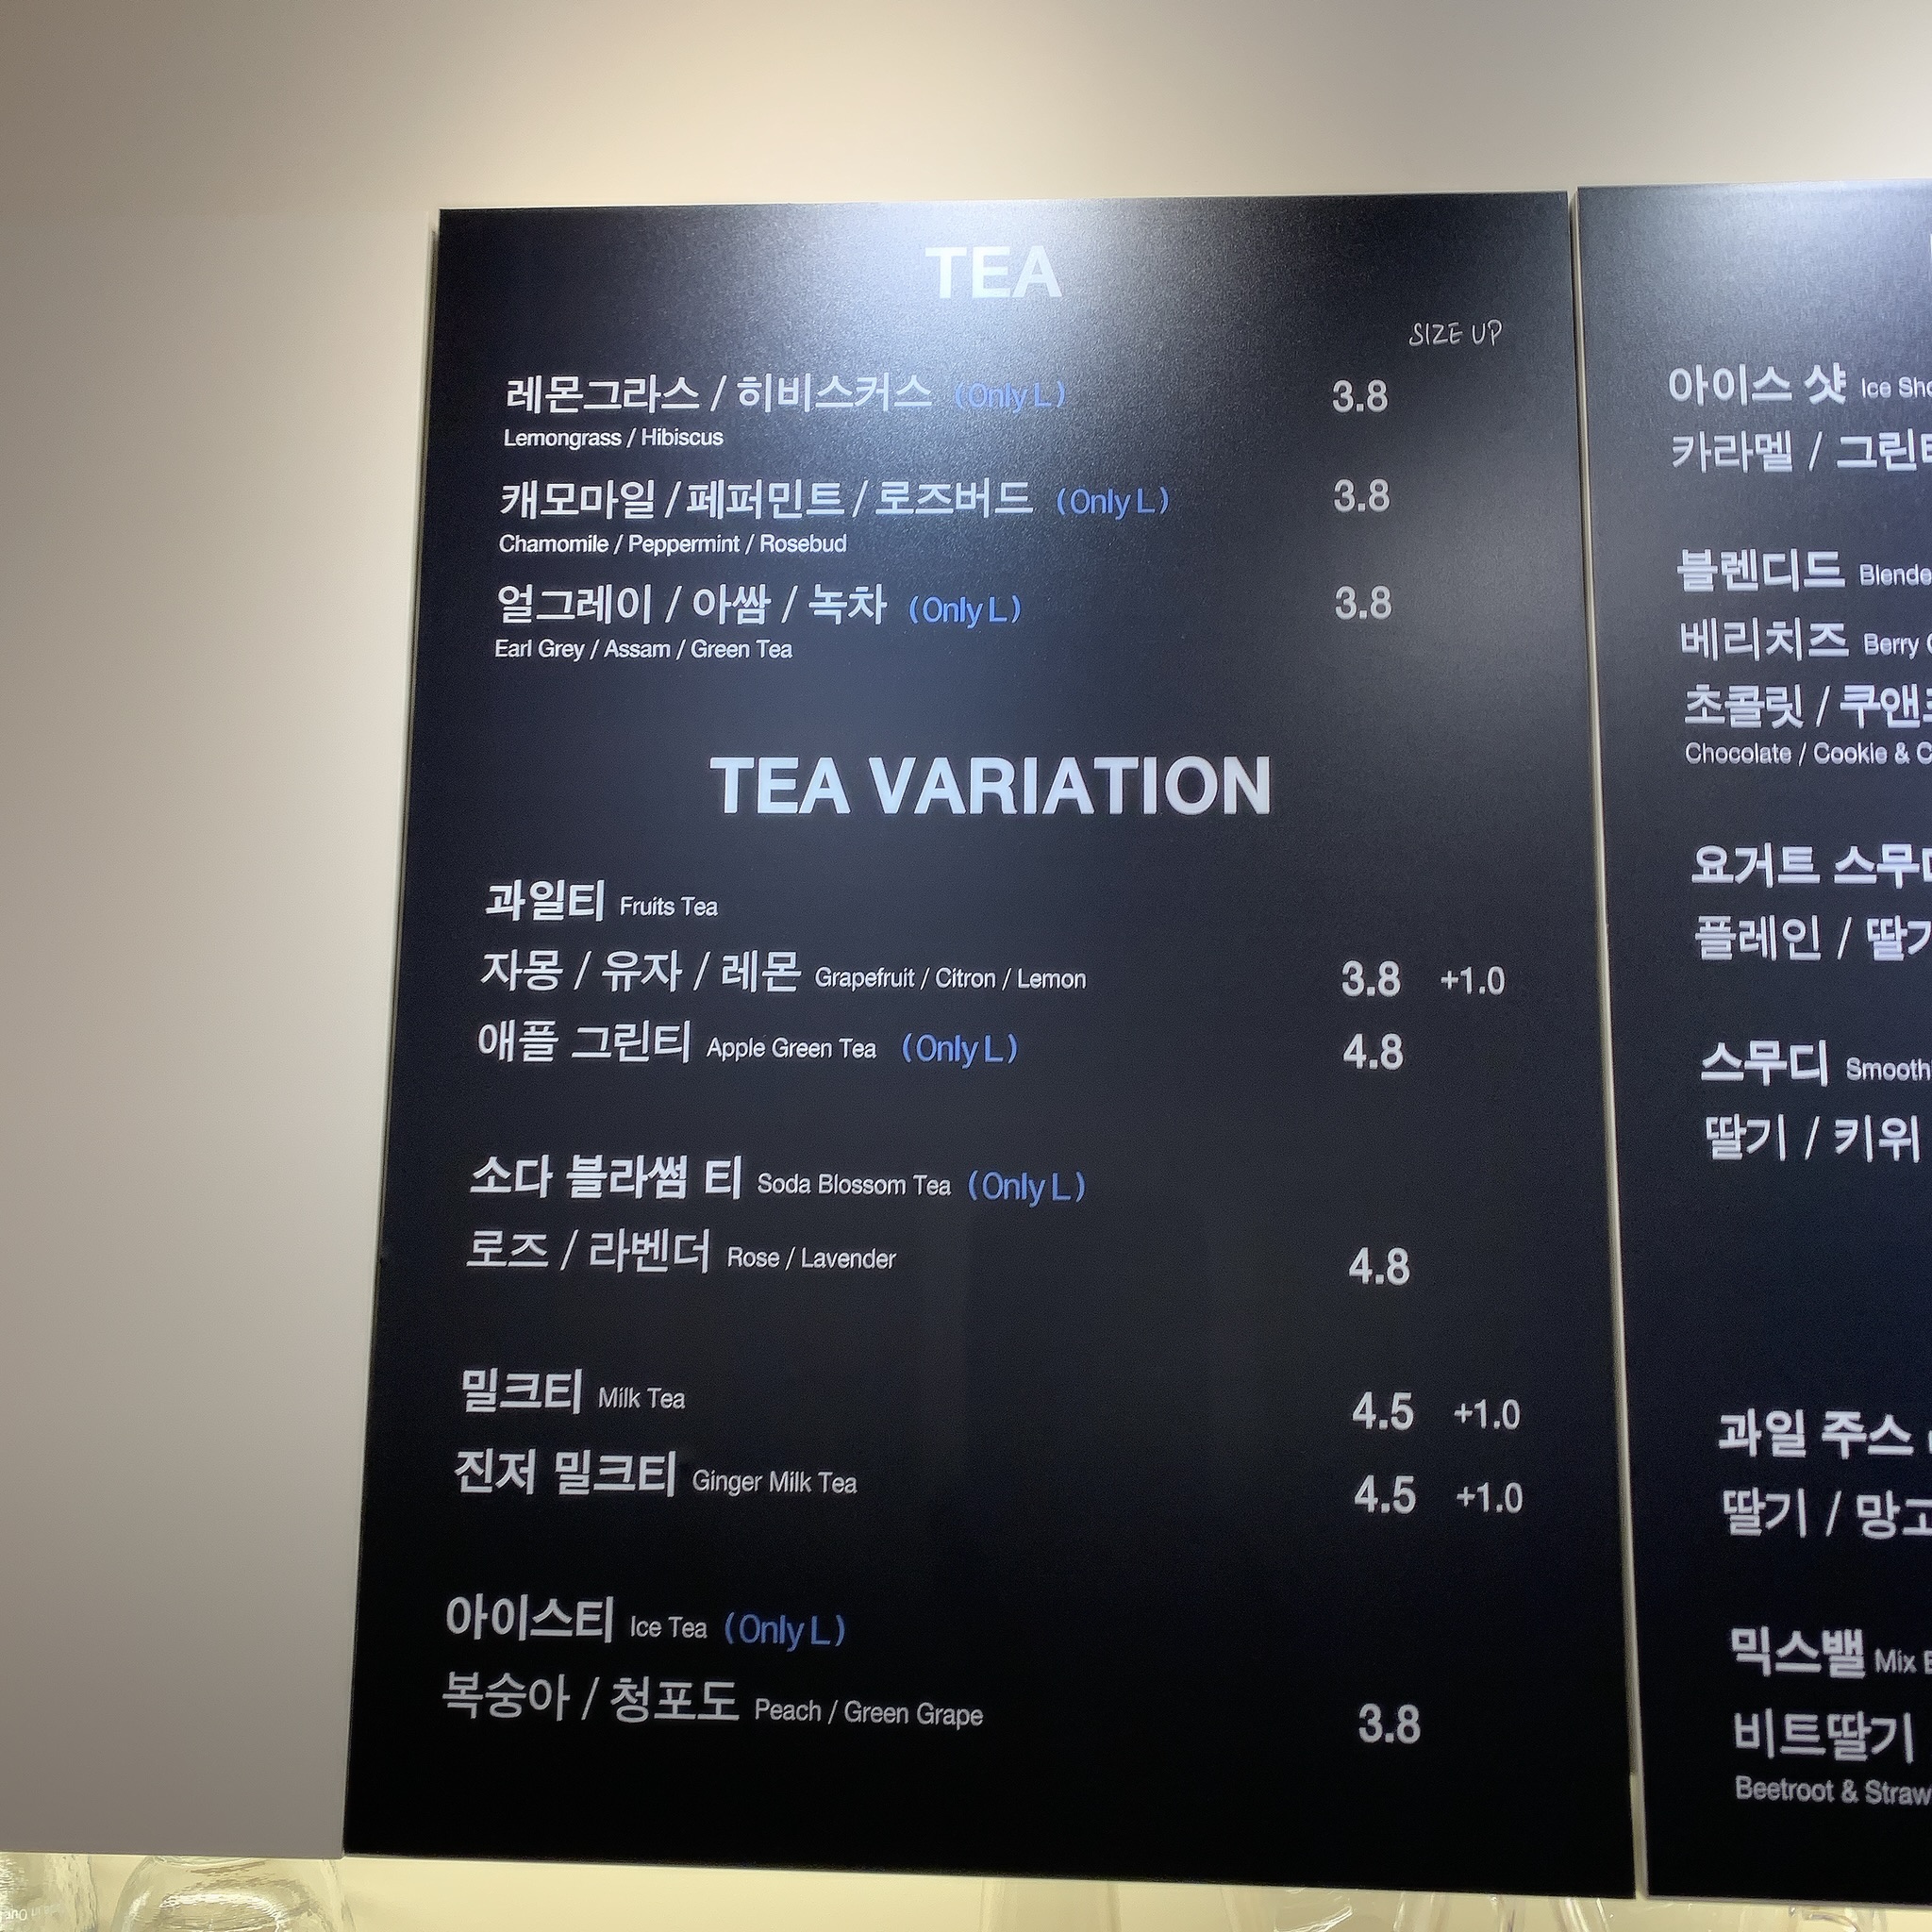 TEA
SIZE UP
레몬그라스 / 히비스커스 (Only L) 3.8
Lemongrass / Hibiscus
캐모마일 / 페퍼민트 / 로즈버드 (Only L) 3.8
Chamomile / Peppermint / Rosebud
얼그레이 / 아쌈 / 녹차 (Only L) 3.8
Earl Grey / Assam / Green Tea
TEA VARIATION
과일티 Fruits Tea
자몽 / 유자 / 레몬 Grapefruit / Citron / Lemon 3.8 +1.0
애플 그린티 Apple Green Tea (Only L) 4.8
소다 블라썸 티 Soda Blossom Tea (Only L)
로즈 / 라벤더 Rose / Lavender 4.8
밀크티 Milk Tea 4.5 +1.0
진저 밀크티 Ginger Milk Tea 4.5 +1.0
아이스티 Ice Tea (Only L)
복숭아 / 청포도 Peach / Green Grape 3.8
아이스 샷 Ice
카라멜 /
블렌디드
베리치즈 Berry
초콜릿 /
Chocolate / Cookie &
요거트
플레인 /
스무디
딸기 / 키위
과일 주스
딸기 /
믹스밸 Mix
비트딸기
Beetroot &